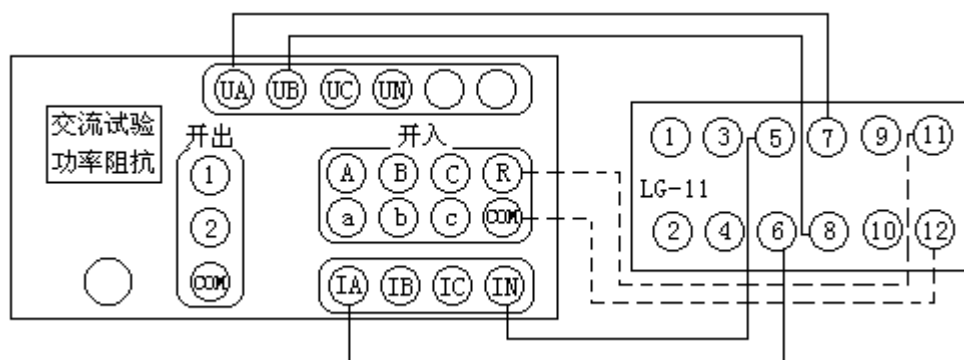 UA UB UC UN
交流试验
功率阻抗
开出
1
2
COM
开入
A B C R
a b c COM
IA IB IC IN
1 3 5 7 9 11
LG-11
2 4 6 8 10 12